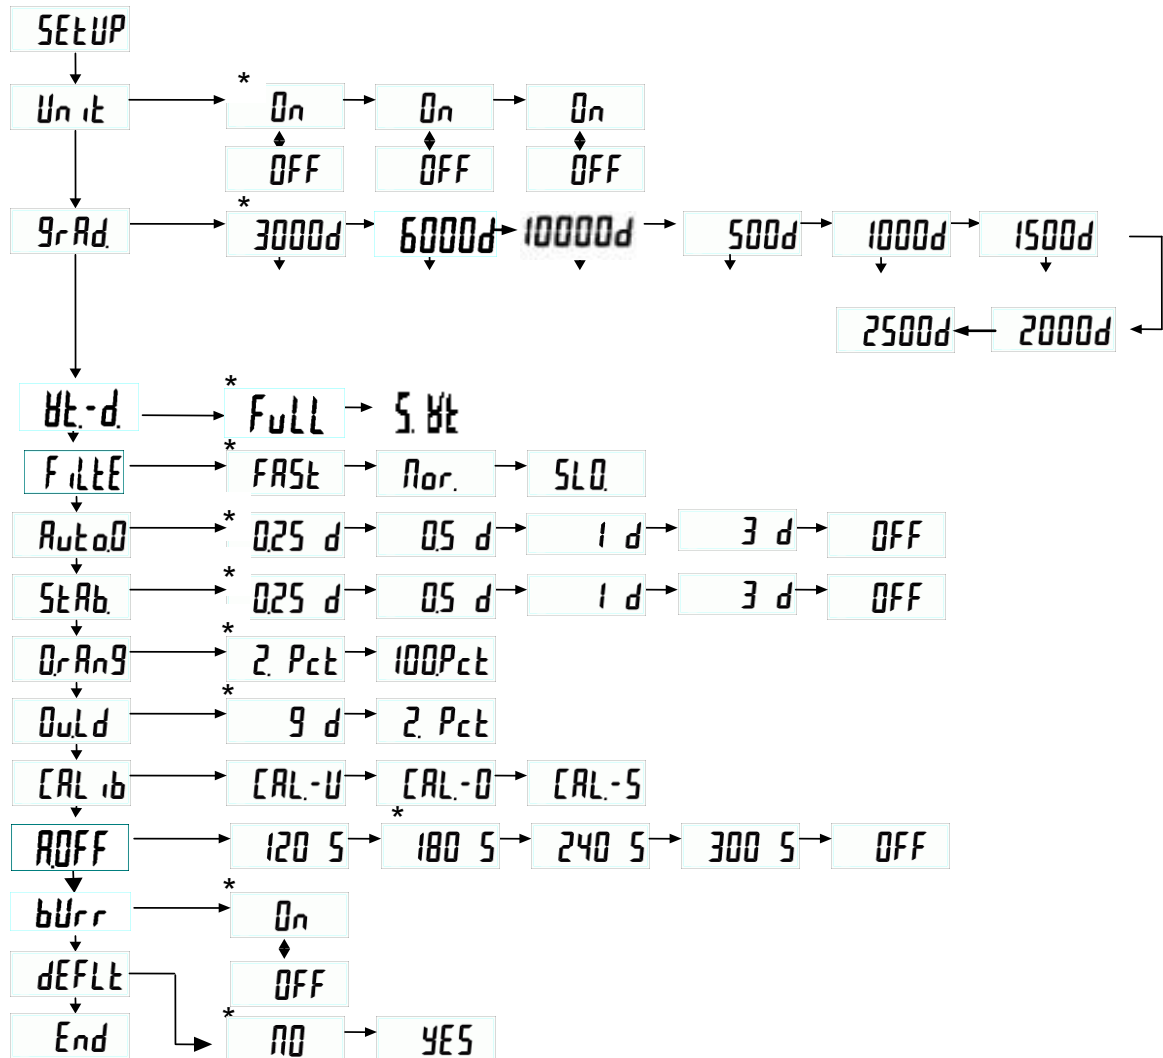 SEtUP
*
Unit On On On
OFF OFF OFF
*
9rAd. 3000d 6000d 10000d 500d 1000d 1500d
2500d 2000d
*
Wt.-d. FuLL S.Wt
*
FiLtE FASt nor. SLO.
*
Auto.0 0.25 d 0.5 d 1 d 3 d OFF
*
StAb. 0.25 d 0.5 d 1 d 3 d OFF
*
0.rAn9 2. Pct 100.Pct
*
Ou.Ld 9 d 2. Pct
CALib CAL.-U CAL.-0 CAL.-S
*
A.OFF 120 S 180 S 240 S 300 S OFF
*
bUrr On
OFF
dEFLt
*
End nO yES